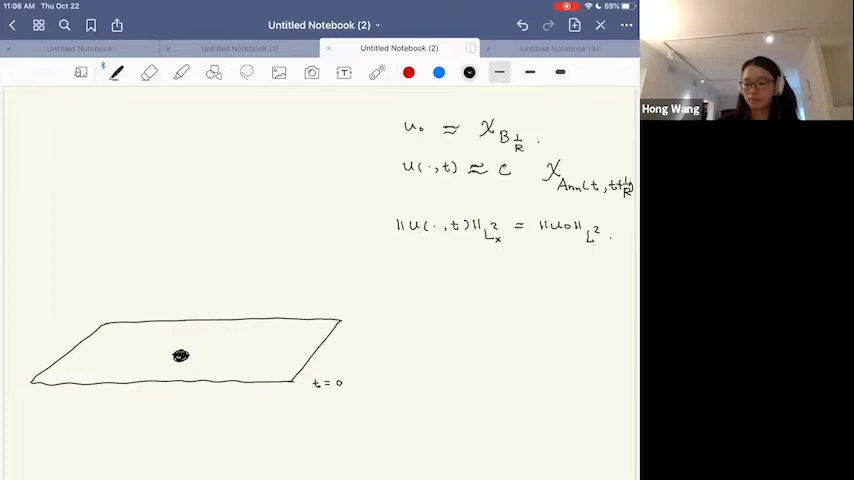 11:08 AM Thu Oct 22
59%
Untitled Notebook (2)
Untitled Notebook
Untitled Notebook (1)
Untitled Notebook (2)
Untitled Notebook (3)
T
Hong Wang
u₀ ≈ χ_{B_{1/R}}.
u(·,t) ≈ c χ_{Ann(t, t+1/R)}
||u(·,t)||_{L²_x} = ||u₀||_{L²}.
t = 0